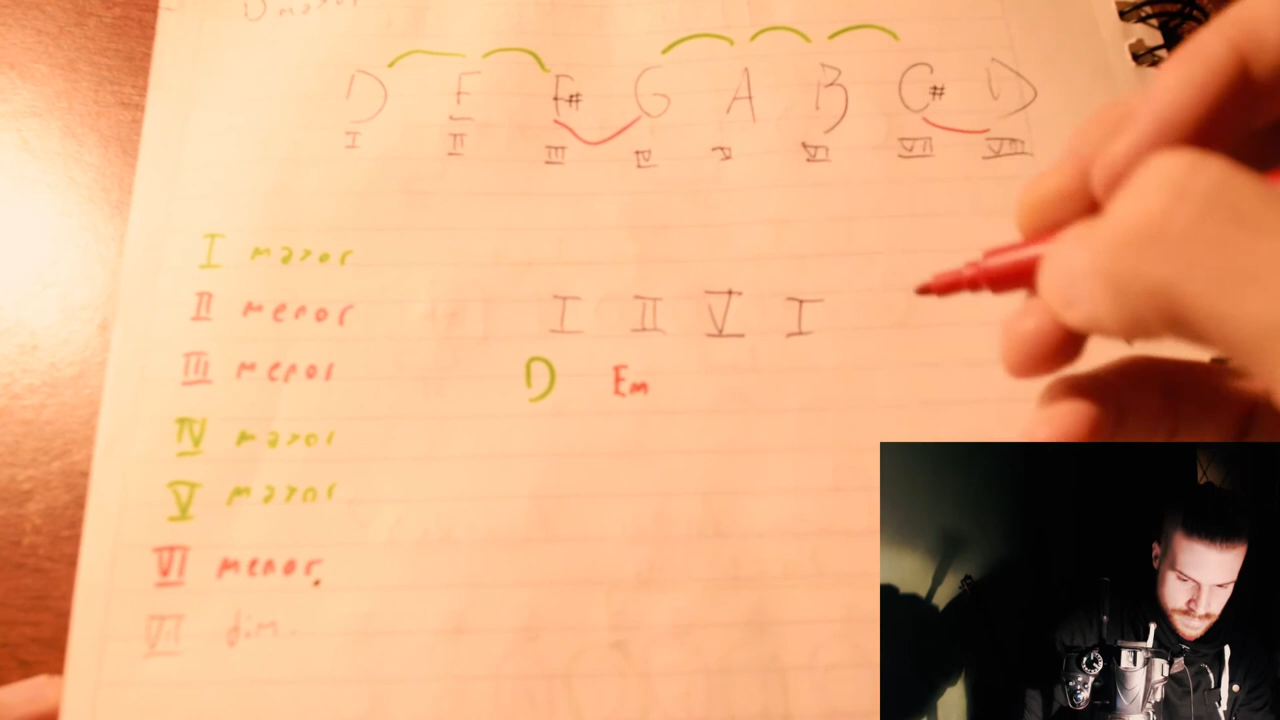 D mayor
D E F# G A B C# D
I II III IV V VI VII VIII
I mayor
II menor
III menor
IV mayor
V mayor
VI menor.
VII dim.
I II V I
D Em